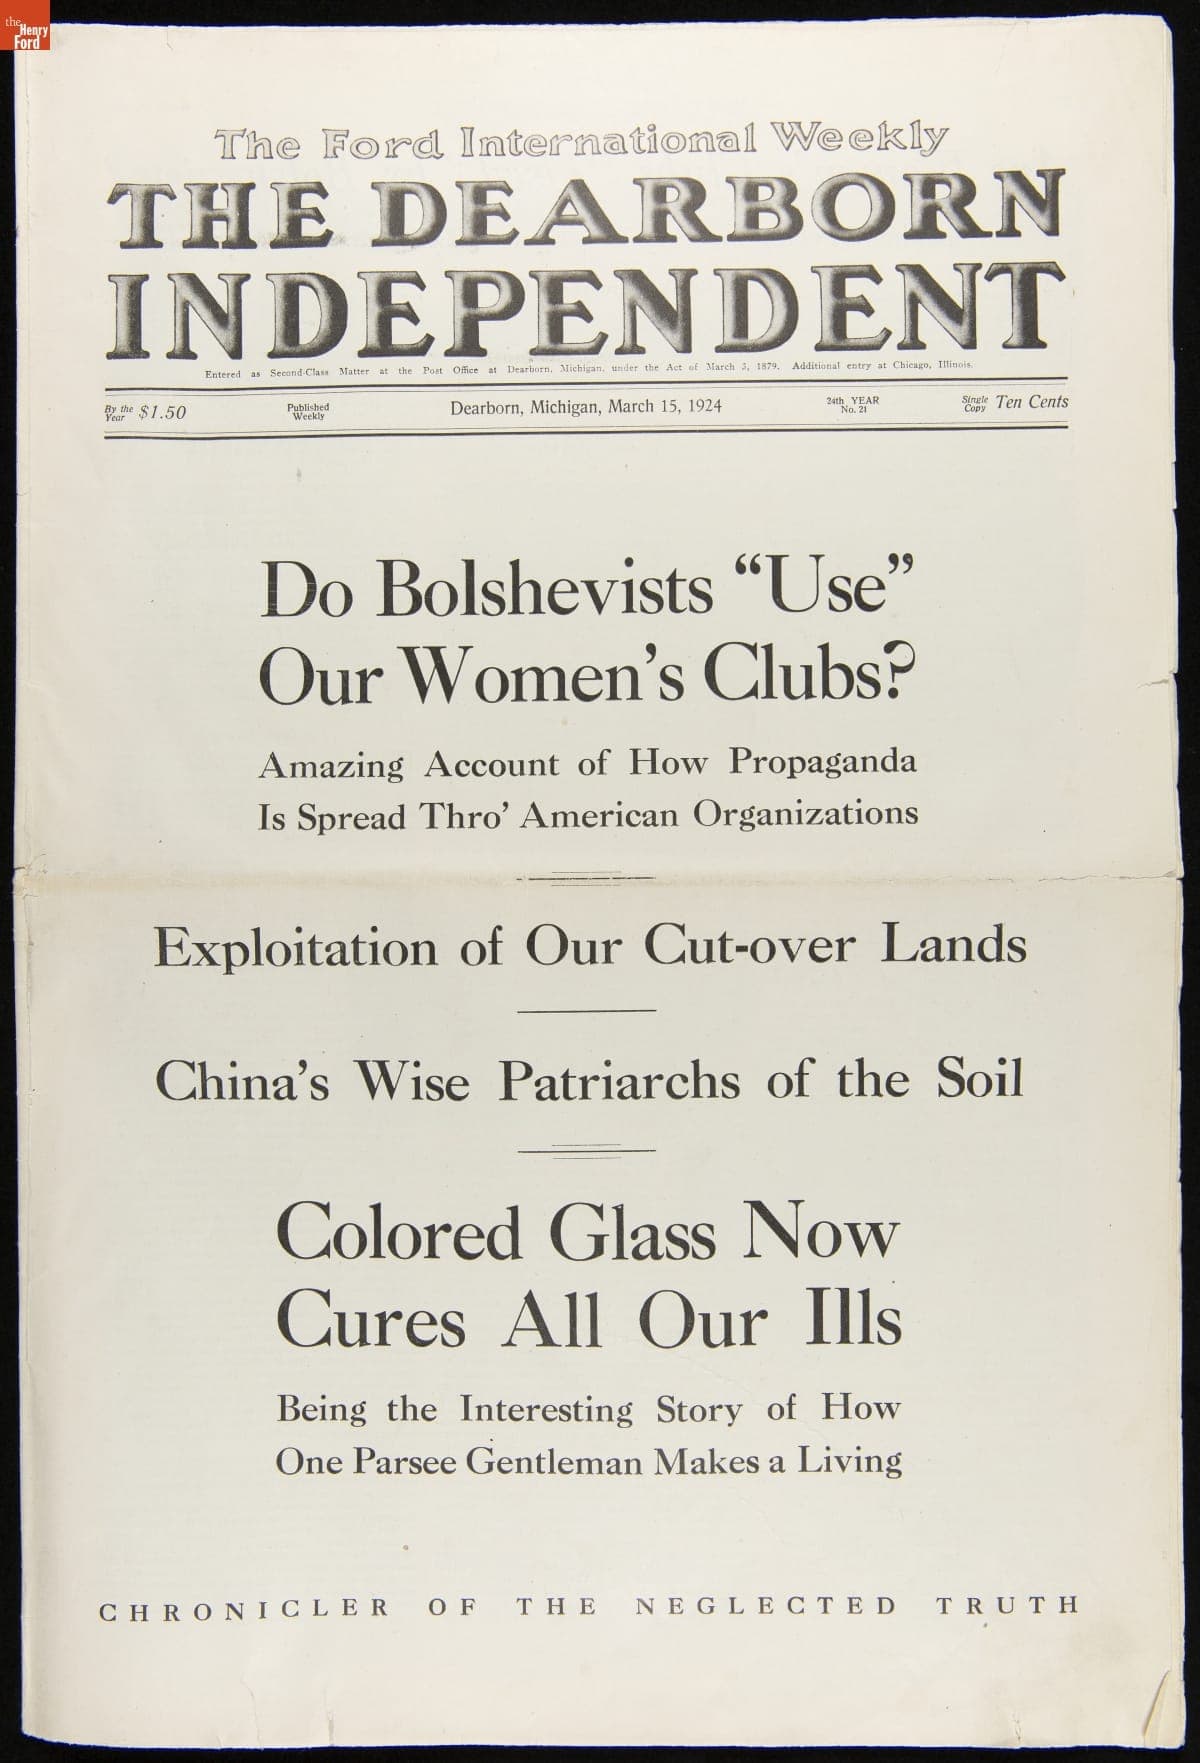 the
Henry
Ford
The Ford International Weekly
THE DEARBORN
INDEPENDENT
Entered as Second-Class Matter at the Post Office at Dearborn, Michigan, under the Act of March 3, 1879. Additional entry at Chicago, Illinois.
By the Year $1.50 Published Weekly Dearborn, Michigan, March 15, 1924 24th YEAR No. 21 Single Copy Ten Cents
Do Bolshevists “Use”
Our Women’s Clubs?
Amazing Account of How Propaganda
Is Spread Thro’ American Organizations
Exploitation of Our Cut-over Lands
China’s Wise Patriarchs of the Soil
Colored Glass Now
Cures All Our Ills
Being the Interesting Story of How
One Parsee Gentleman Makes a Living
CHRONICLER OF THE NEGLECTED TRUTH